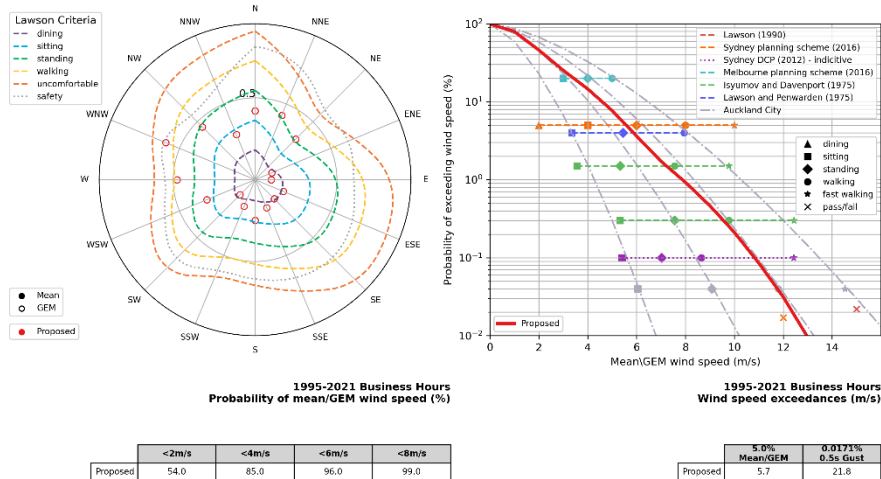 Lawson Criteria
dining
sitting
standing
walking
uncomfortable
safety
N
NNE
NE
ENE
E
ESE
SE
SSE
S
SSW
SW
WSW
W
WNW
NW
NNW
0.5
Mean
GEM
Proposed
1995-2021 Business Hours
Probability of mean/GEM wind speed (%)
<2m/s <4m/s <6m/s <8m/s
Proposed 54.0 85.0 96.0 99.0
Probability of exceeding wind speed (%)
10²
10¹
10⁰
10⁻¹
10⁻²
0 2 4 6 8 10 12 14
Mean\GEM wind speed (m/s)
Lawson (1990)
Sydney planning scheme (2016)
Sydney DCP (2012) - Indicitive
Melbourne planning scheme (2016)
Isyumov and Davenport (1975)
Lawson and Penwarden (1975)
Auckland City
dining
sitting
standing
walking
fast walking
pass/fail
Proposed
1995-2021 Business Hours
Wind speed exceedances (m/s)
5.0% 0.0171%
Mean/GEM 0.5s Gust
Proposed 5.7 21.8